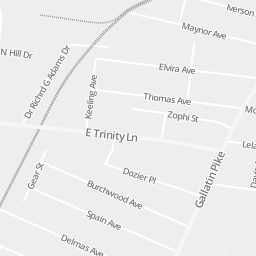 Iverson
Maynor Ave
N Hill Dr
Dr Richrd G Adams Dr
Elvira Ave
Keeling Ave
Thomas Ave
Zophi St
E Trinity Ln
Gallatin Pike
Gear St
Dozier Pl
Burchwood Ave
Spain Ave
Delmas Ave